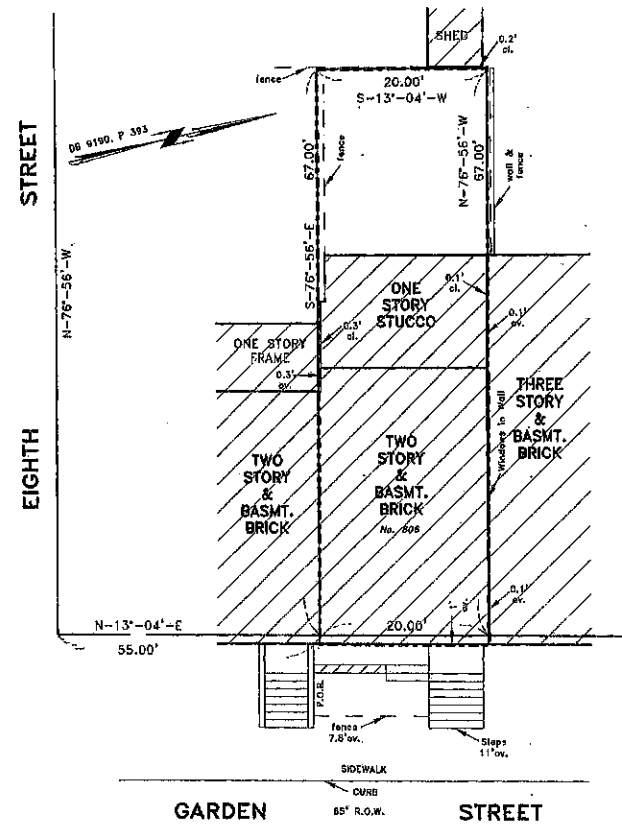 SHED
0.2'
cl.
fence
20.00'
S-13°-04'-W
DB 9190, P 393
STREET
67.00'
fence
N-76°-56'-W
67.00'
wall &
fence
S-76°-56'-E
N-76°-56'-W
ONE
STORY
STUCCO
0.1'
cl.
0.1'
ov.
0.3'
cl.
ONE STORY
FRAME
0.3'
ov.
THREE
STORY
&
BASMT.
BRICK
Windows in Wall
EIGHTH
TWO
STORY
&
BASMT.
BRICK
TWO
STORY
&
BASMT.
BRICK
No. 806
0.1'
ov.
N-13°-04'-E
55.00'
20.00'
ov.
P.O.B.
fence
7.8'ov.
Steps
11'ov.
SIDEWALK
CURB
GARDEN
65' R.O.W.
STREET